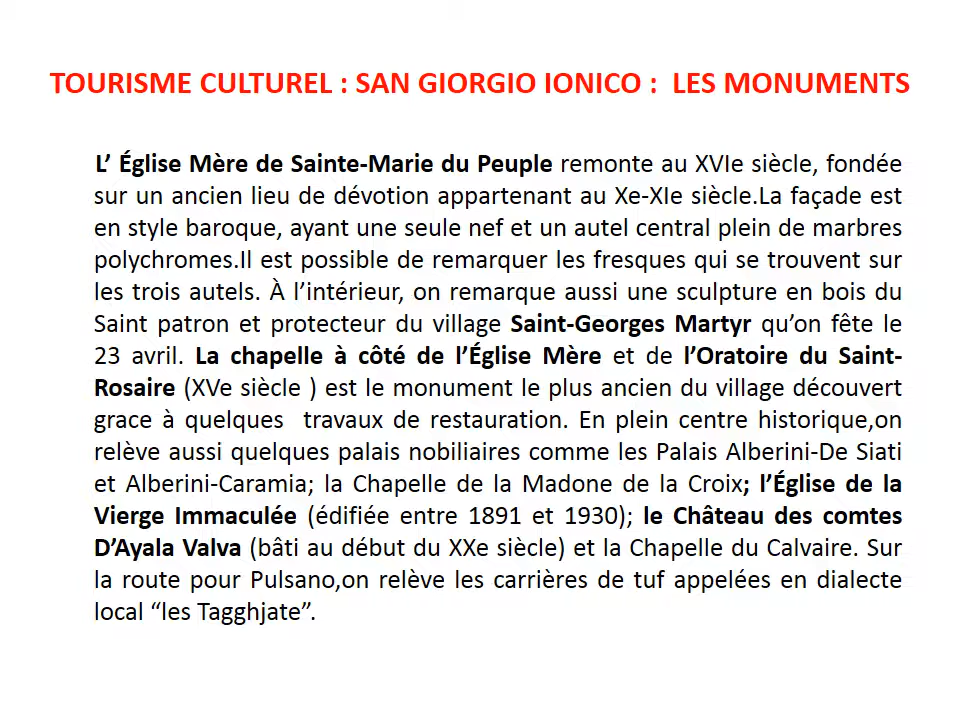 TOURISME CULTUREL : SAN GIORGIO IONICO :  LES MONUMENTS
L’ Église Mère de Sainte-Marie du Peuple remonte au XVIe siècle, fondée
sur un ancien lieu de dévotion appartenant au Xe-XIe siècle.La façade est
en style baroque, ayant une seule nef et un autel central plein de marbres
polychromes.Il est possible de remarquer les fresques qui se trouvent sur
les trois autels. À l’intérieur, on remarque aussi une sculpture en bois du
Saint patron et protecteur du village Saint-Georges Martyr qu’on fête le
23 avril. La chapelle à côté de l’Église Mère et de l’Oratoire du Saint-
Rosaire (XVe siècle ) est le monument le plus ancien du village découvert
grace à quelques  travaux de restauration. En plein centre historique,on
relève aussi quelques palais nobiliaires comme les Palais Alberini-De Siati
et Alberini-Caramia; la Chapelle de la Madone de la Croix; l’Église de la
Vierge Immaculée (édifiée entre 1891 et 1930); le Château des comtes
D’Ayala Valva (bâti au début du XXe siècle) et la Chapelle du Calvaire. Sur
la route pour Pulsano,on relève les carrières de tuf appelées en dialecte
local “les Tagghjate”.